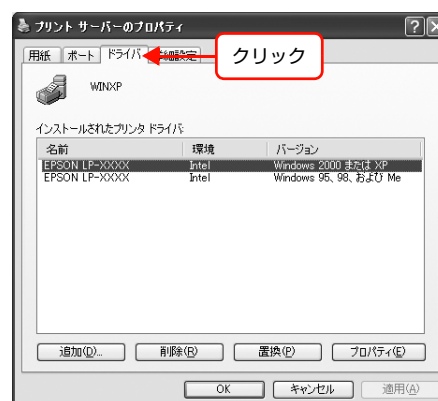 プリント サーバーのプロパティ
用紙 ポート ドライバ 詳細設定
クリック
WINXP
インストールされたプリンタ ドライバ:
名前 環境 バージョン
EPSON LP-XXXX Intel Windows 2000 または XP
EPSON LP-XXXX Intel Windows 95、98、および Me
追加(D)... 削除(R) 置換(P) プロパティ(E)
OK キャンセル 適用(A)